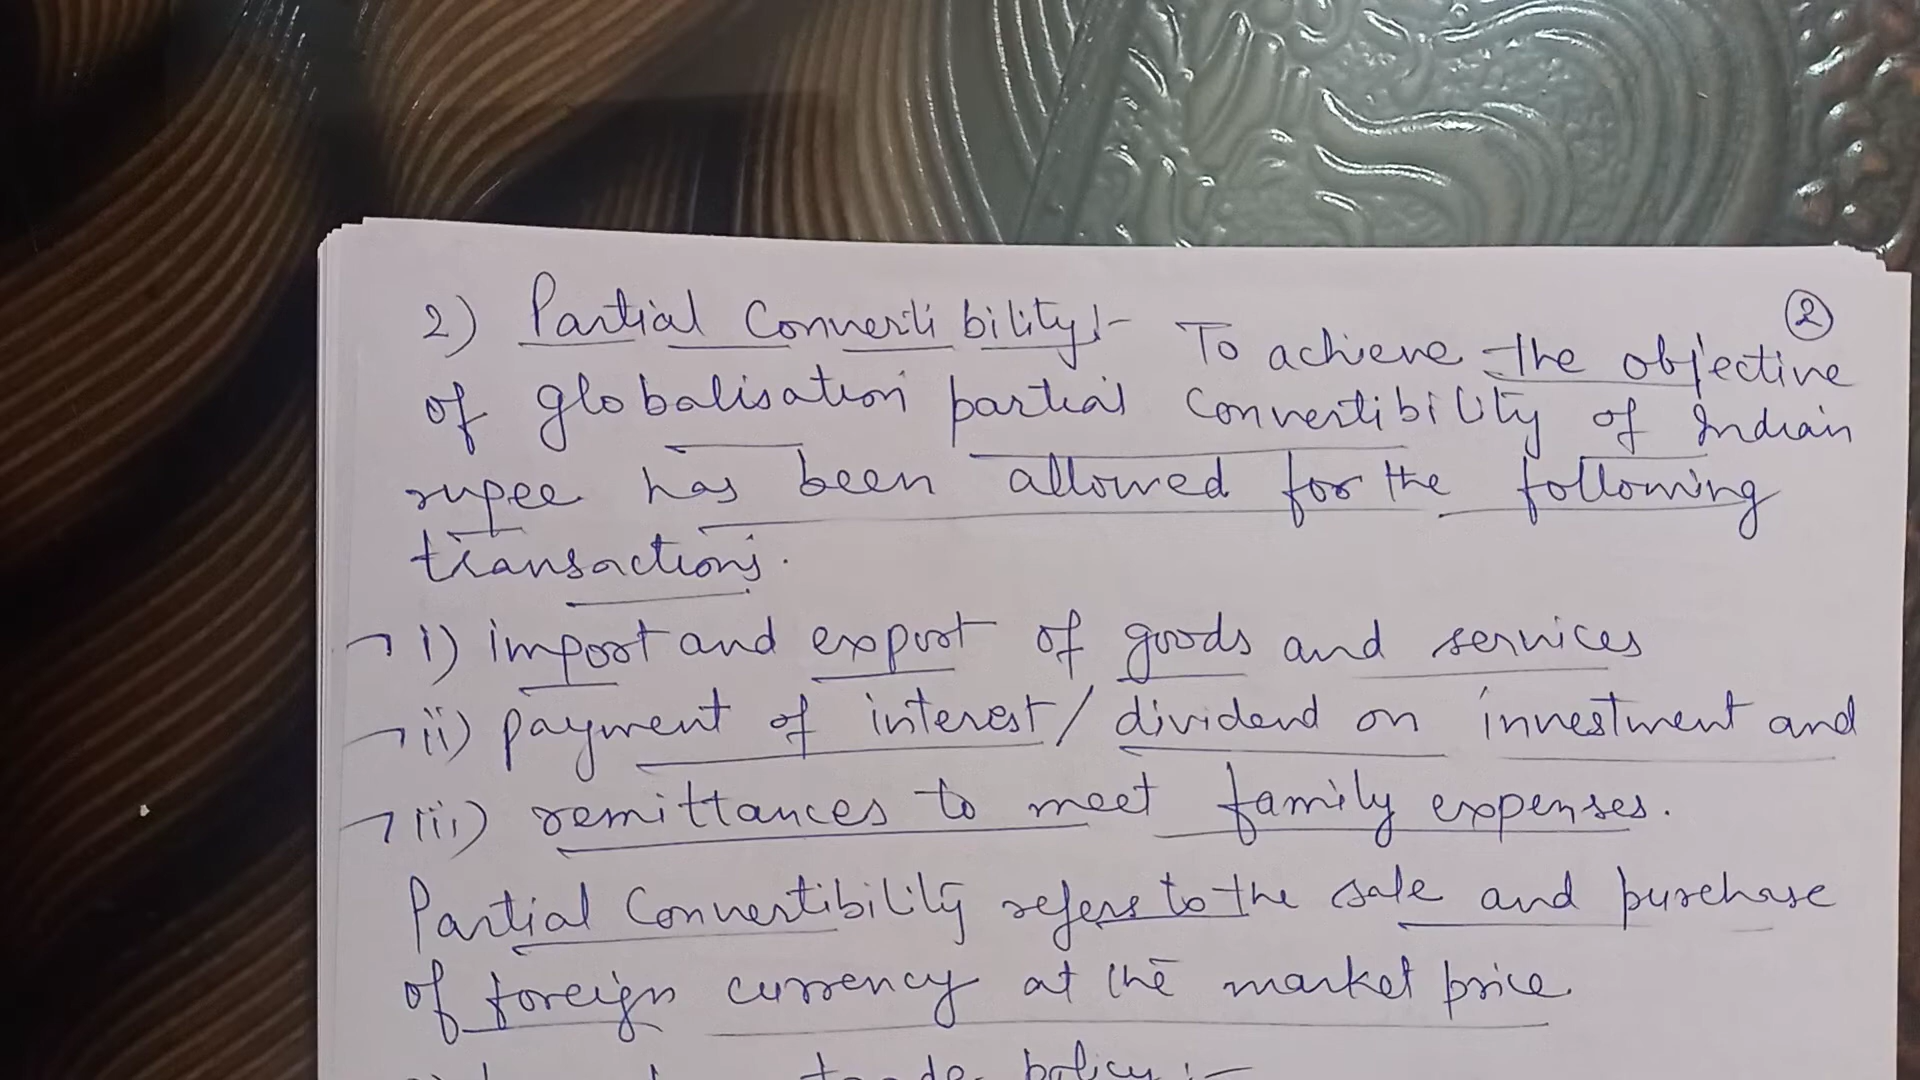 ②
2) Partial Convertibility:- To achieve the objective
of globalisation partial convertibility of Indian
rupee has been allowed for the following
transactions.
→ i) import and export of goods and services
→ ii) payment of interest/dividend on investment and
→ iii) remittances to meet family expenses.
Partial Convertibility refers to the sale and purchase
of foreign currency at the market price
trade policy:-